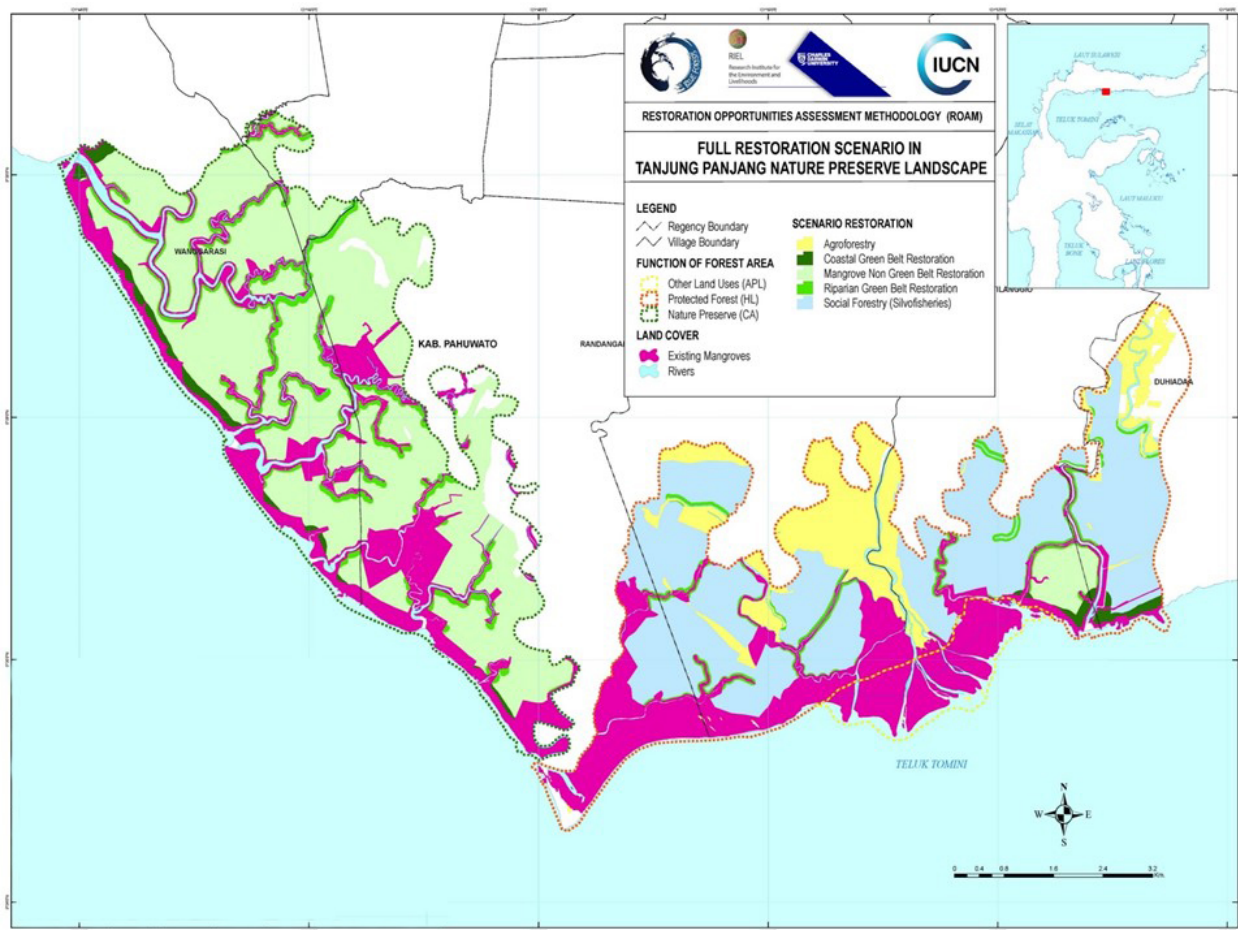 RIEL
Research Institute for
the Environment and
Livelihoods
CHARLES
DARWIN
UNIVERSITY
IUCN
RESTORATION OPPORTUNITIES ASSESSMENT METHODOLOGY (ROAM)
FULL RESTORATION SCENARIO IN
TANJUNG PANJANG NATURE PRESERVE LANDSCAPE
LEGEND
Regency Boundary
Village Boundary
FUNCTION OF FOREST AREA
Other Land Uses (APL)
Protected Forest (HL)
Nature Preserve (CA)
LAND COVER
Existing Mangroves
Rivers
SCENARIO RESTORATION
Agroforestry
Coastal Green Belt Restoration
Mangrove Non Green Belt Restoration
Riparian Green Belt Restoration
Social Forestry (Silvofisheries)
LAUT SULAWESI
TELUK TOMINI
LAUT MALUKU
TELUK
BONE
KAB. PAHUWATO
DUHIADAA
TELUK TOMINI
N
W E
S
0 0.4 0.8 1.6 2.4 3.2